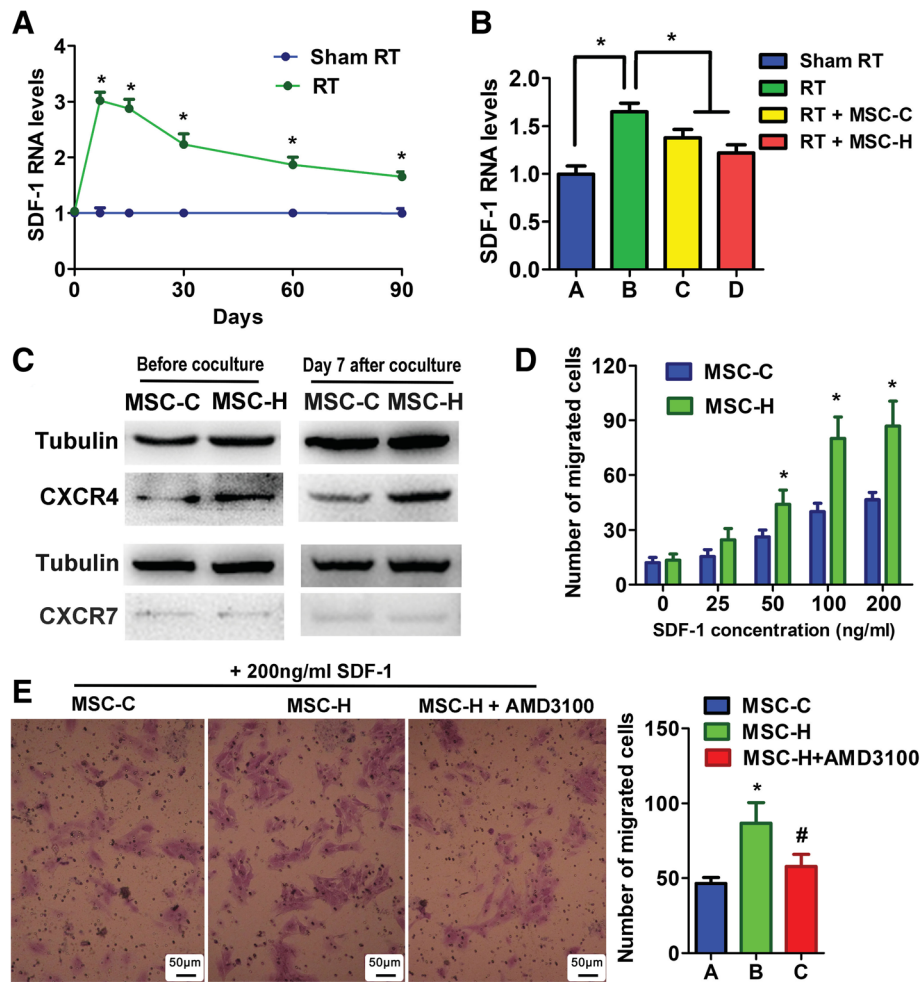 A
SDF-1 RNA levels
4
3
2
1
0
0 30 60 90
Days
Sham RT
RT
* * * * *
B
SDF-1 RNA levels
2.0
1.5
1.0
0.5
0.0
A B C D
* *
Sham RT
RT
RT + MSC-C
RT + MSC-H
C
Before coculture Day 7 after coculture
MSC-C MSC-H MSC-C MSC-H
Tubulin
CXCR4
Tubulin
CXCR7
D
Number of migrated cells
120
90
60
30
0
0 25 50 100 200
SDF-1 concentration (ng/ml)
MSC-C
MSC-H
* * *
E
+ 200ng/ml SDF-1
MSC-C MSC-H MSC-H + AMD3100
50μm 50μm 50μm
MSC-C
MSC-H
MSC-H+AMD3100
Number of migrated cells
150
100
50
0
* #
A B C